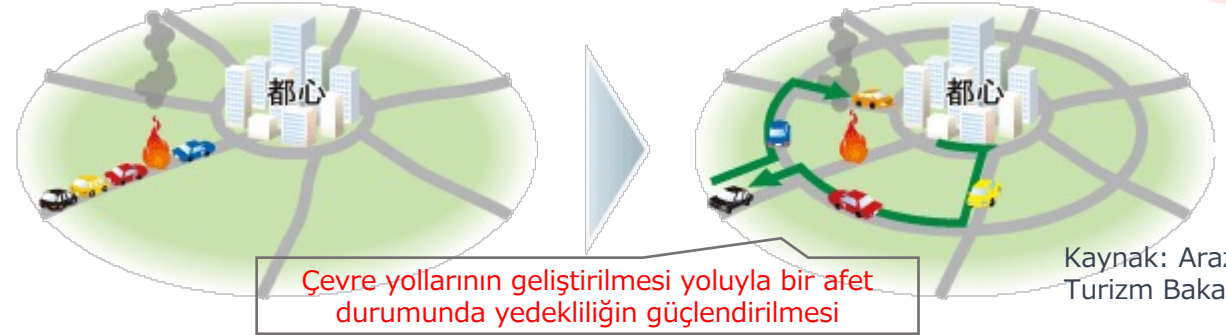 都心
都心
Çevre yollarının geliştirilmesi yoluyla bir afet
durumunda yedekliliğin güçlendirilmesi
Kaynak: Araz
Turizm Baka